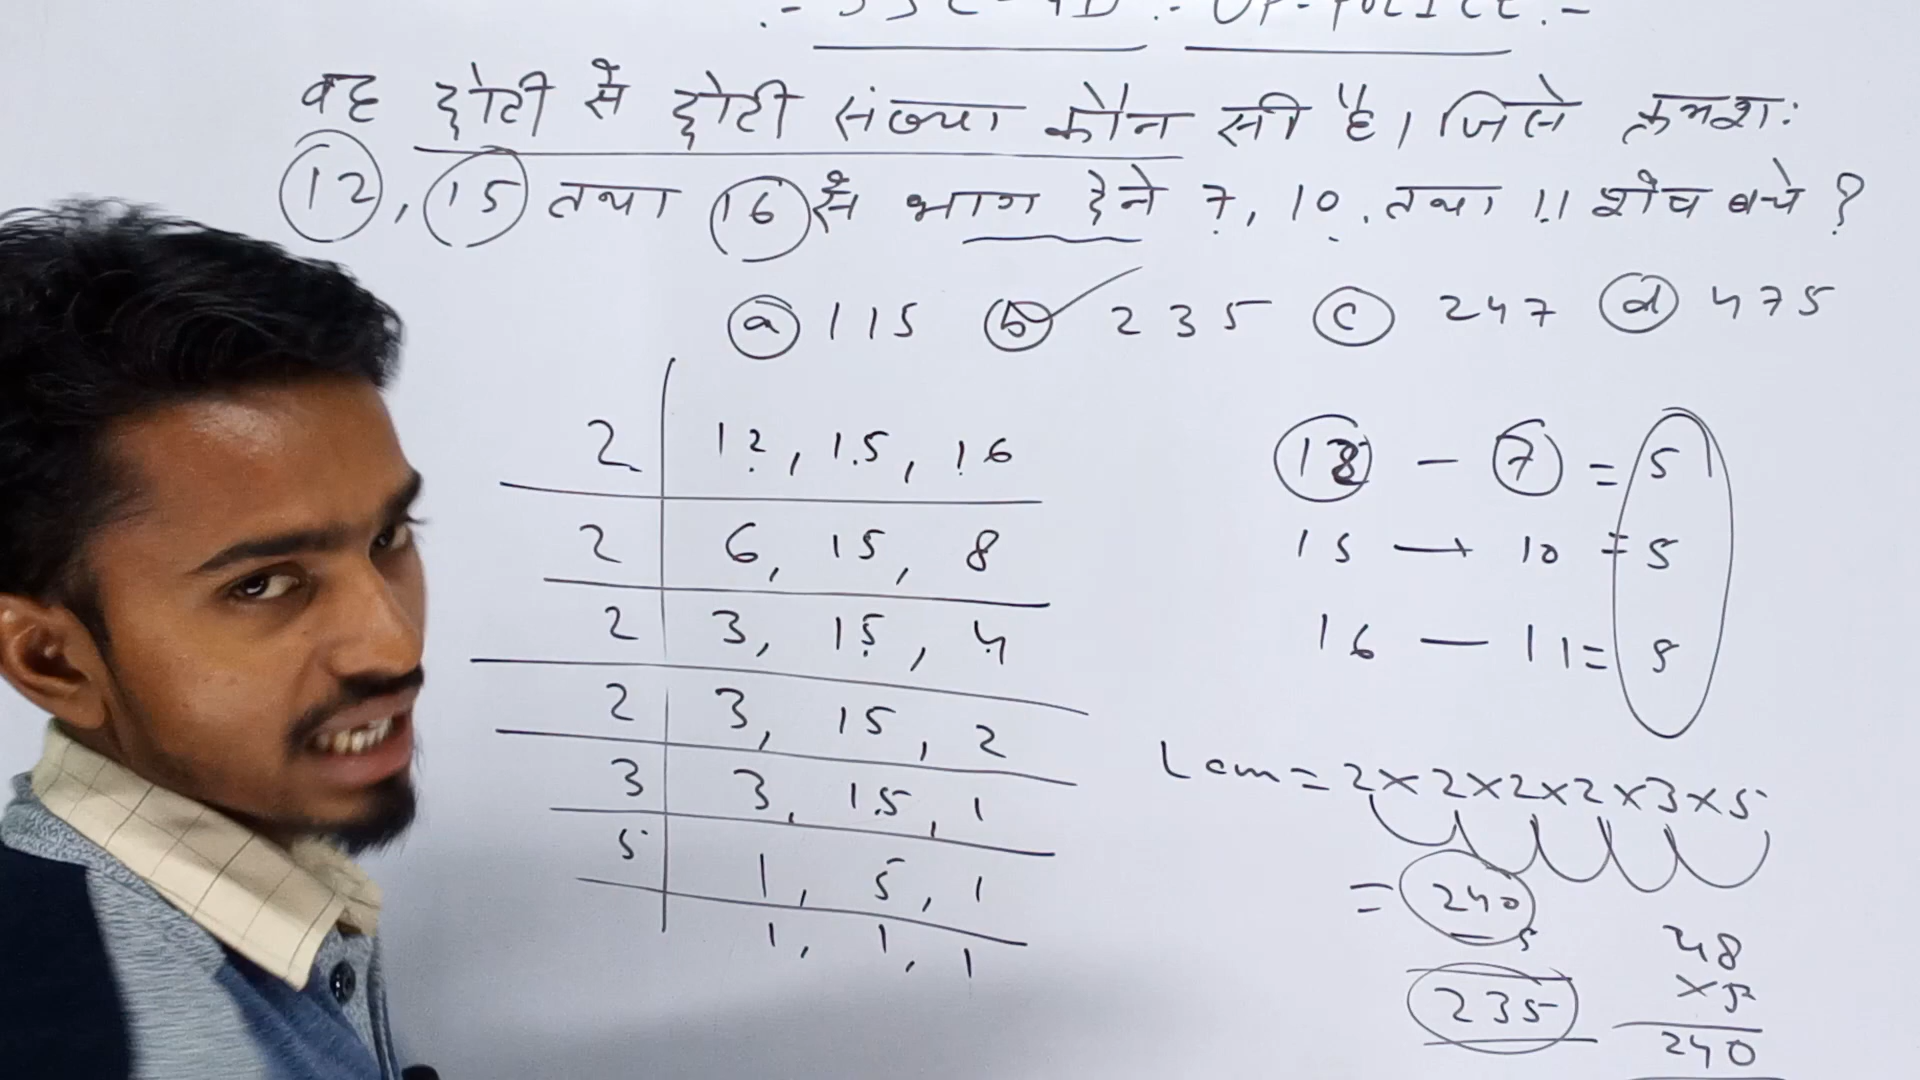 :- SSC-GD :- UP-POLICE :-
वह छोटी से छोटी संख्या कौन सी है, जिसे क्रमशः
12, 15 तथा 16 से भाग देने 7, 10, तथा 11 शेष बचे ?
(a) 115 (b) 235 (c) 247 (d) 475
2 | 12, 15, 16
2 | 6, 15, 8
2 | 3, 15, 4
2 | 3, 15, 2
3 | 3, 15, 1
5 | 1, 5, 1
1, 1, 1
12 - 7 = 5
15 - 10 = 5
16 - 11 = 5
Lcm = 2×2×2×2×3×5
= 240
- 5
235
48
×5
240